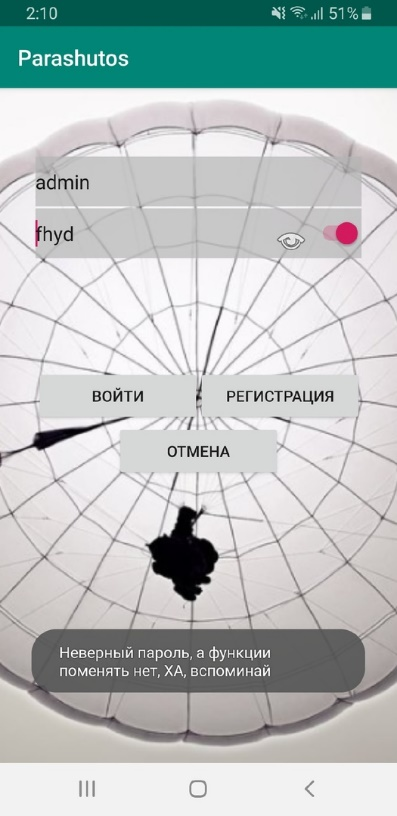 2:10 51%
Parashutos
admin
fhyd
ВОЙТИ РЕГИСТРАЦИЯ
ОТМЕНА
Неверный пароль, а функции
поменять нет, ХА, вспоминай